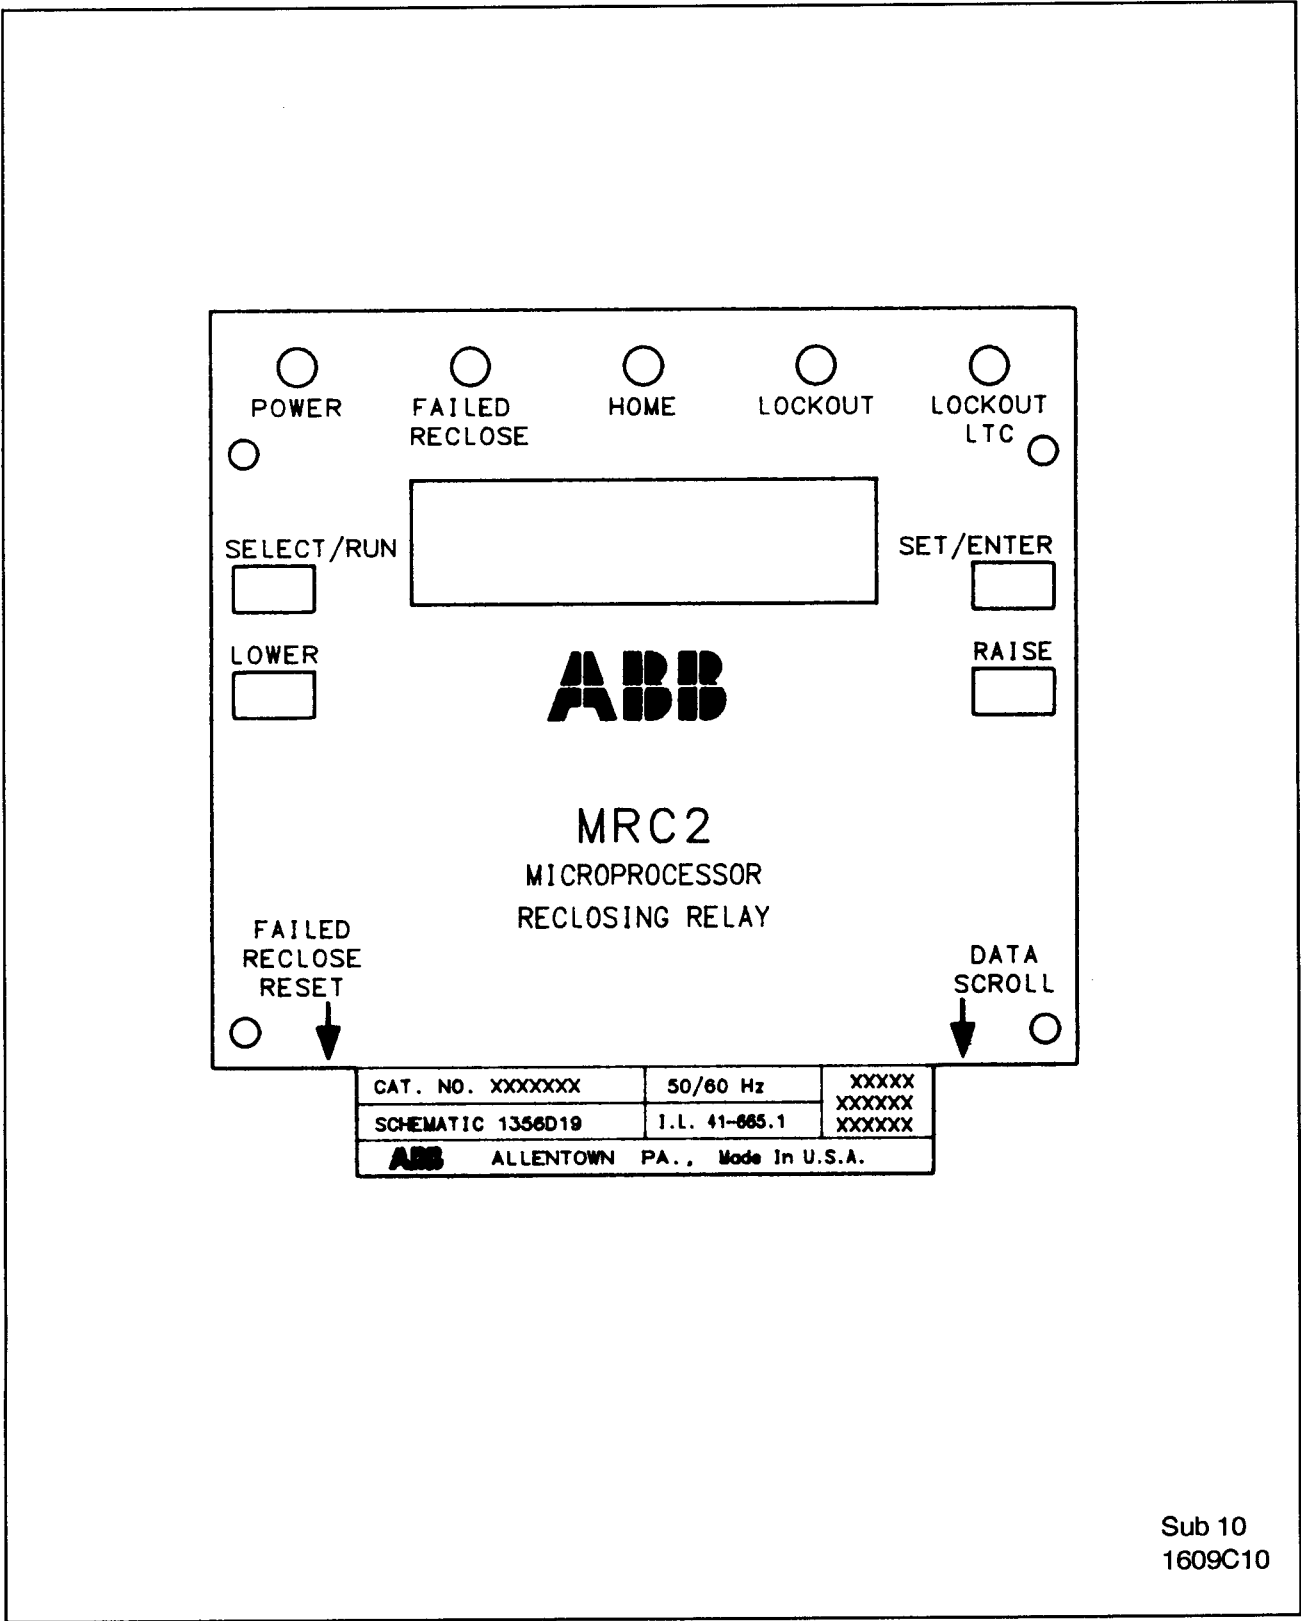 POWER
FAILED
RECLOSE
HOME
LOCKOUT
LOCKOUT
LTC
SELECT/RUN
SET/ENTER
LOWER
RAISE
ABB
MRC2
MICROPROCESSOR
RECLOSING RELAY
FAILED
RECLOSE
RESET
DATA
SCROLL
CAT. NO. XXXXXXX
50/60 Hz
XXXXX
XXXXXX
XXXXXX
SCHEMATIC 1356D19
I.L. 41-665.1
ABB ALLENTOWN PA., Made In U.S.A.
Sub 10
1609C10